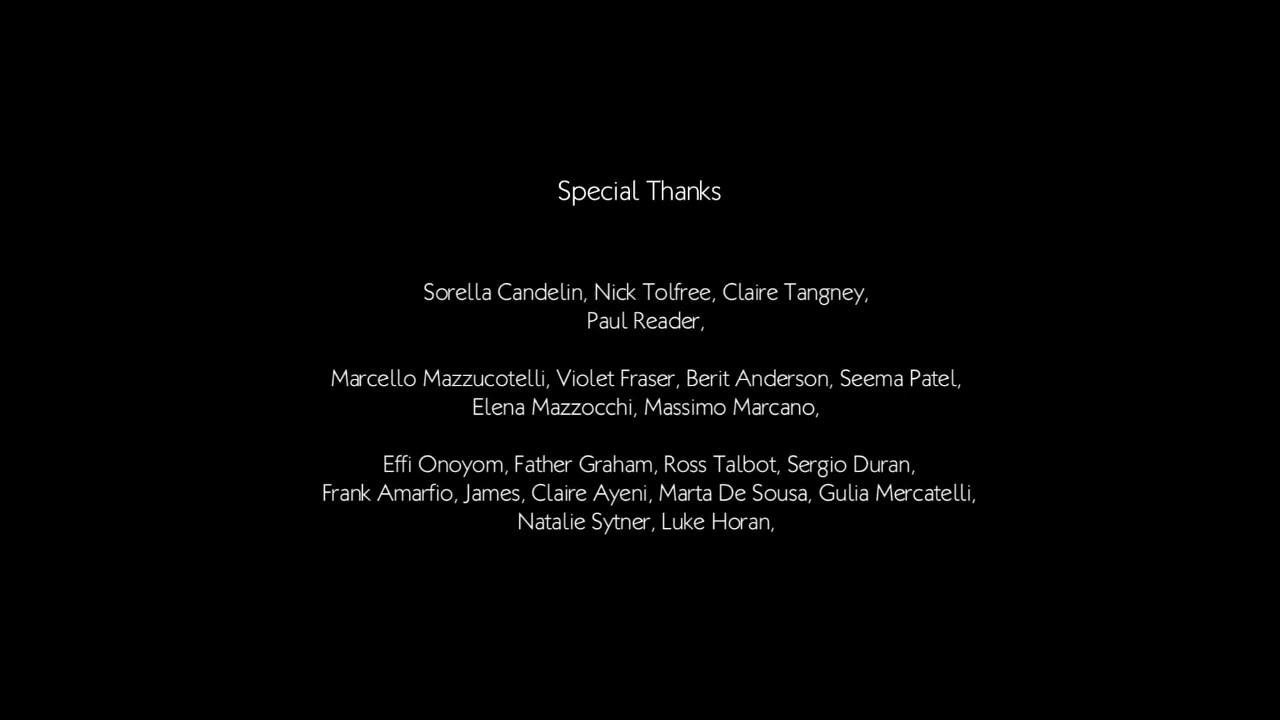 Special Thanks
Sorella Candelin, Nick Tolfree, Claire Tangney,
Paul Reader,
Marcello Mazzucotelli, Violet Fraser, Berit Anderson, Seema Patel,
Elena Mazzocchi, Massimo Marcano,
Effi Onoyom, Father Graham, Ross Talbot, Sergio Duran,
Frank Amarfio, James, Claire Ayeni, Marta De Sousa, Gulia Mercatelli,
Natalie Sytner, Luke Horan,